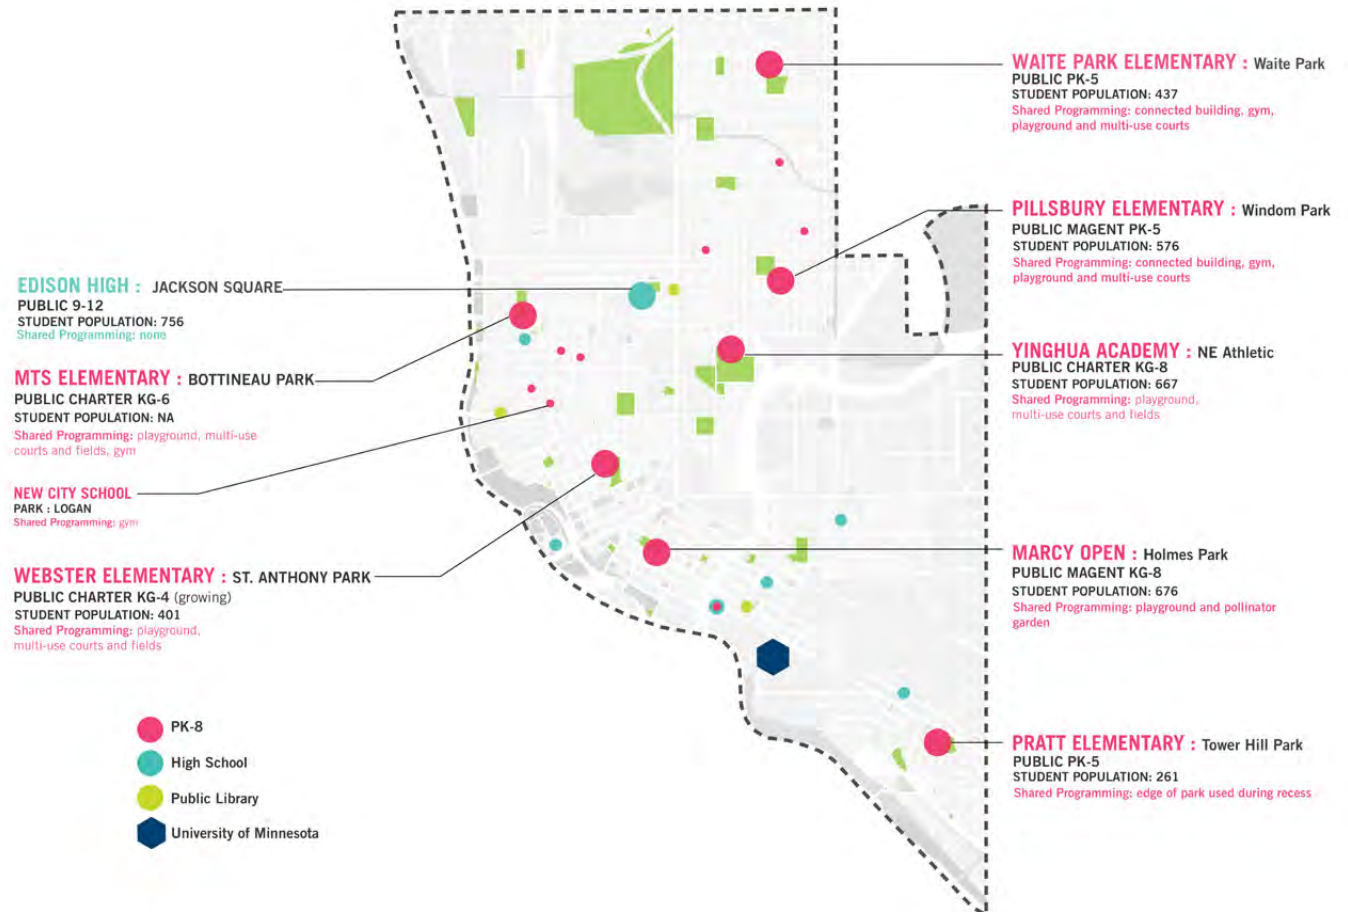 WAITE PARK ELEMENTARY : Waite Park
PUBLIC PK-5
STUDENT POPULATION: 437
Shared Programming: connected building, gym,
playground and multi-use courts
PILLSBURY ELEMENTARY : Windom Park
PUBLIC MAGENT PK-5
STUDENT POPULATION: 576
Shared Programming: connected building, gym,
playground and multi-use courts
EDISON HIGH : JACKSON SQUARE
PUBLIC 9-12
STUDENT POPULATION: 756
Shared Programming: none
YINGHUA ACADEMY : NE Athletic
PUBLIC CHARTER KG-8
STUDENT POPULATION: 667
Shared Programming: playground,
multi-use courts and fields
MTS ELEMENTARY : BOTTINEAU PARK
PUBLIC CHARTER KG-6
STUDENT POPULATION: NA
Shared Programming: playground, multi-use
courts and fields, gym
NEW CITY SCHOOL
PARK : LOGAN
Shared Programming: gym
MARCY OPEN : Holmes Park
PUBLIC MAGENT KG-8
STUDENT POPULATION: 676
Shared Programming: playground and pollinator
garden
WEBSTER ELEMENTARY : ST. ANTHONY PARK
PUBLIC CHARTER KG-4 (growing)
STUDENT POPULATION: 401
Shared Programming: playground,
multi-use courts and fields
PRATT ELEMENTARY : Tower Hill Park
PUBLIC PK-5
STUDENT POPULATION: 261
Shared Programming: edge of park used during recess
PK-8
High School
Public Library
University of Minnesota